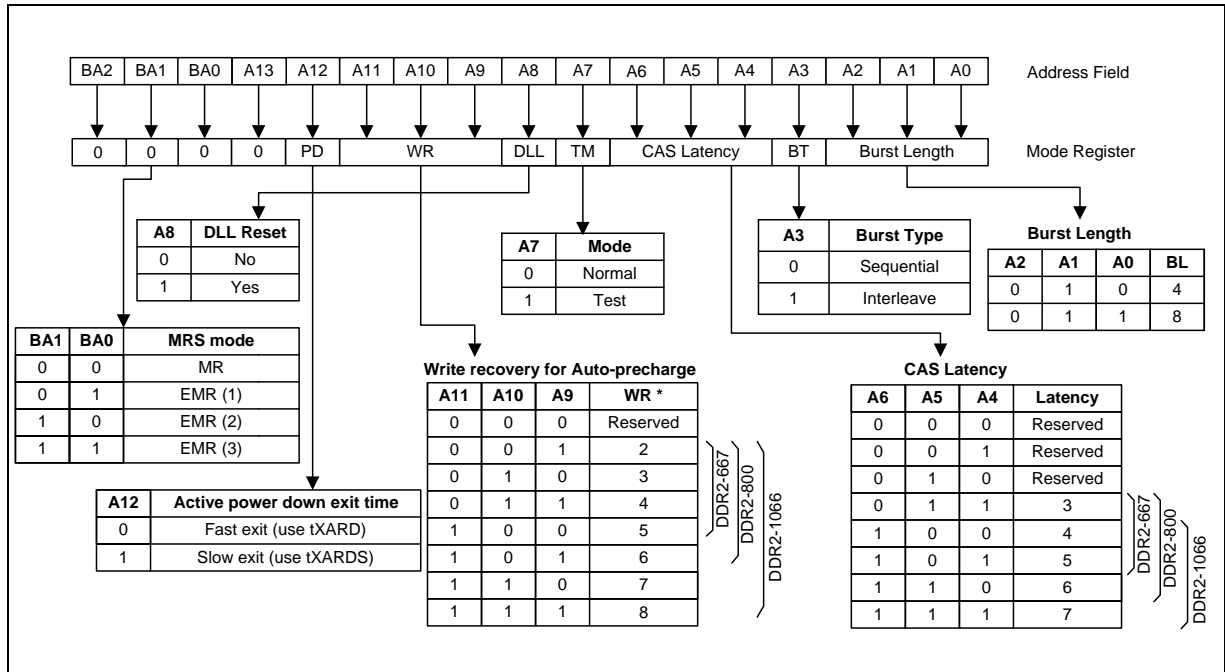 BA2 BA1 BA0 A13 A12 A11 A10 A9 A8 A7 A6 A5 A4 A3 A2 A1 A0 Address Field
0 0 0 0 PD WR DLL TM CAS Latency BT Burst Length Mode Register
A8 DLL Reset
0 No
1 Yes
A7 Mode
0 Normal
1 Test
A3 Burst Type
0 Sequential
1 Interleave
Burst Length
A2 A1 A0 BL
0 1 0 4
0 1 1 8
BA1 BA0 MRS mode
0 0 MR
0 1 EMR (1)
1 0 EMR (2)
1 1 EMR (3)
A12 Active power down exit time
0 Fast exit (use tXARD)
1 Slow exit (use tXARDS)
Write recovery for Auto-precharge
A11 A10 A9 WR *
0 0 0 Reserved
0 0 1 2
0 1 0 3
0 1 1 4
1 0 0 5
1 0 1 6
1 1 0 7
1 1 1 8
DDR2-667
DDR2-800
DDR2-1066
CAS Latency
A6 A5 A4 Latency
0 0 0 Reserved
0 0 1 Reserved
0 1 0 Reserved
0 1 1 3
1 0 0 4
1 0 1 5
1 1 0 6
1 1 1 7
DDR2-667
DDR2-800
DDR2-1066